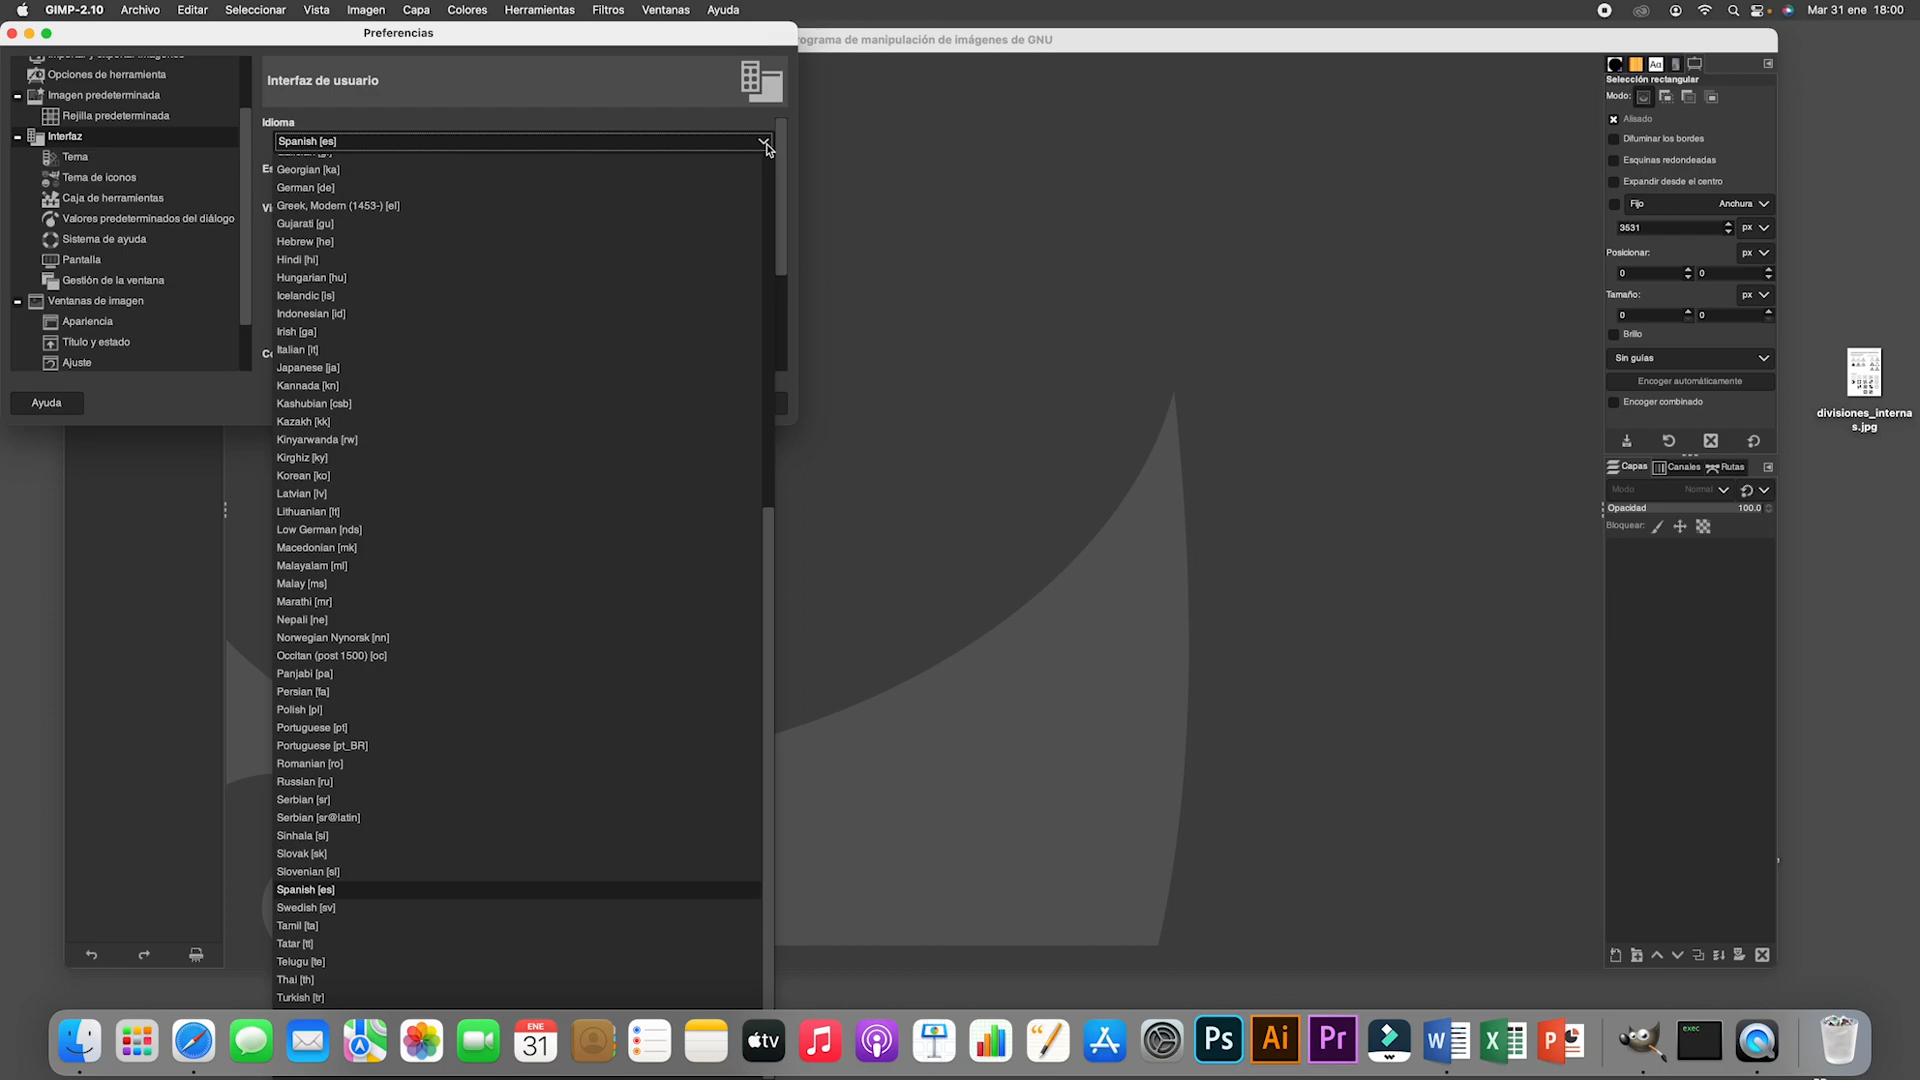 GIMP-2.10 Archivo Editar Seleccionar Vista Imagen Capa Colores Herramientas Filtros Ventanas Ayuda
Mar 31 ene 18:00
Preferencias
ograma de manipulación de imágenes de GNU
Opciones de herramienta
Imagen predeterminada
Rejilla predeterminada
Interfaz
Tema
Tema de iconos
Caja de herramientas
Valores predeterminados del diálogo
Sistema de ayuda
Pantalla
Gestión de la ventana
Ventanas de imagen
Apariencia
Título y estado
Ajuste
Ayuda
Interfaz de usuario
Idioma
Spanish [es]
Georgian [ka]
German [de]
Greek, Modern (1453-) [el]
Gujarati [gu]
Hebrew [he]
Hindi [hi]
Hungarian [hu]
Icelandic [is]
Indonesian [id]
Irish [ga]
Italian [it]
Japanese [ja]
Kannada [kn]
Kashubian [csb]
Kazakh [kk]
Kinyarwanda [rw]
Kirghiz [ky]
Korean [ko]
Latvian [lv]
Lithuanian [lt]
Low German [nds]
Macedonian [mk]
Malayalam [ml]
Malay [ms]
Marathi [mr]
Nepali [ne]
Norwegian Nynorsk [nn]
Occitan (post 1500) [oc]
Panjabi [pa]
Persian [fa]
Polish [pl]
Portuguese [pt]
Portuguese [pt_BR]
Romanian [ro]
Russian [ru]
Serbian [sr]
Serbian [sr@latin]
Sinhala [si]
Slovak [sk]
Slovenian [sl]
Spanish [es]
Swedish [sv]
Tamil [ta]
Tatar [tt]
Telugu [te]
Thai [th]
Turkish [tr]
Aa
Selección rectangular
Modo:
Alisado
Difuminar los bordes
Esquinas redondeadas
Expandir desde el centro
Fijo Anchura
3531 px
Posicionar: px
0 0
Tamaño: px
0 0
Brillo
Sin guías
Encoger automáticamente
Encoger combinado
Capas Canales Rutas
Modo Normal
Opacidad 100.0
Bloquear:
divisiones_interna
s.jpg
ENE
31
tv
Ps
Ai
Pr
W
X
P
exec